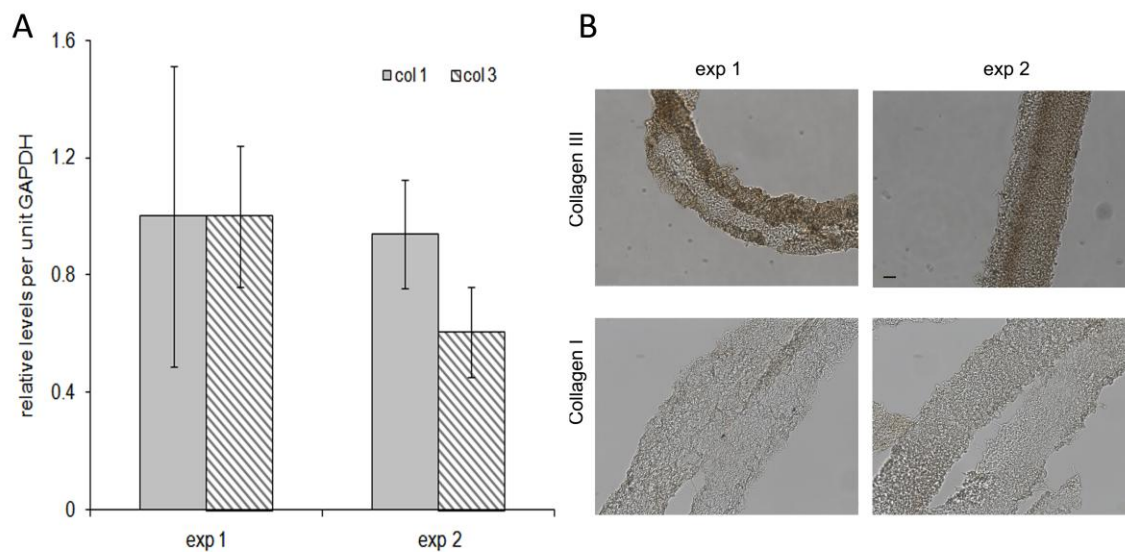 A
B
1.6
1.2
0.8
0.4
0
relative levels per unit GAPDH
col 1 col 3
exp 1 exp 2
exp 1 exp 2
Collagen III
Collagen I